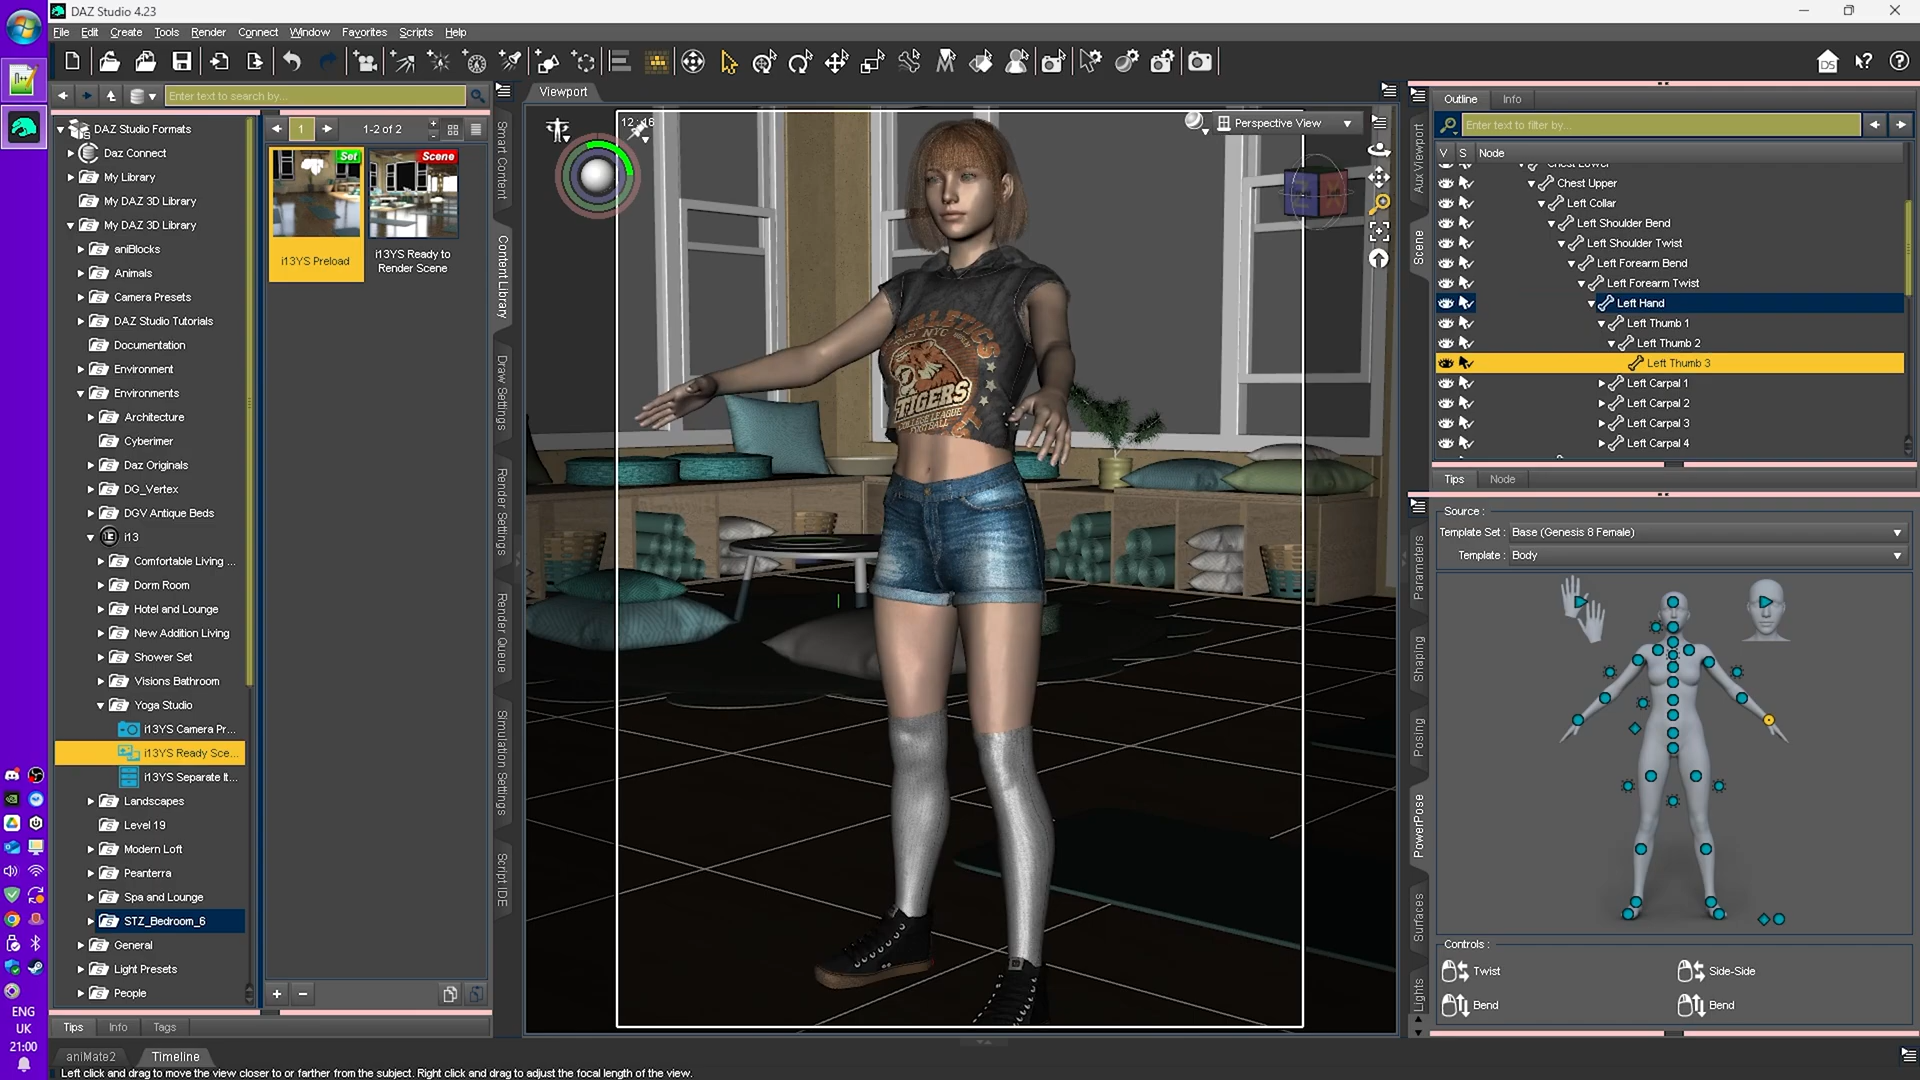 DAZ Studio 4.23
File Edit Create Tools Render Connect Window Favorites Scripts Help
Enter text to search by...
DAZ Studio Formats
Daz Connect
My Library
My DAZ 3D Library
My DAZ 3D Library
aniBlocks
Animals
Camera Presets
DAZ Studio Tutorials
Documentation
Environment
Environments
Architecture
Cyberimer
Daz Originals
DG_Vertex
DGV Antique Beds
i13
Comfortable Living ...
Dorm Room
Hotel and Lounge
New Addition Living
Shower Set
Visions Bathroom
Yoga Studio
i13YS Camera Pr...
i13YS Ready Sce...
i13YS Separate It...
Landscapes
Level 19
Modern Loft
Peanterra
Spa and Lounge
STZ_Bedroom_6
General
Light Presets
People
Tips Info Tags
1 1-2 of 2
Set
i13YS Preload
Scene
i13YS Ready to
Render Scene
Smart Content
Content Library
Draw Settings
Render Settings
Render Queue
Simulation Settings
Script IDE
Viewport
12:16
Perspective View
ATHLETICS
TEAM NYC
TIGERS
COLLEGE LEAGUE
FOOTBALL
Aux Viewport
Scene
Outline Info
Enter text to filter by...
V S Node
Chest Lower
Chest Upper
Left Collar
Left Shoulder Bend
Left Shoulder Twist
Left Forearm Bend
Left Forearm Twist
Left Hand
Left Thumb 1
Left Thumb 2
Left Thumb 3
Left Carpal 1
Left Carpal 2
Left Carpal 3
Left Carpal 4
Tips Node
Parameters
Shaping
Posing
PowerPose
Surfaces
Lights
Source :
Template Set : Base (Genesis 8 Female)
Template : Body
Controls :
Twist Side-Side
Bend Bend
ENG
UK
21:00
aniMate2 Timeline
Left click and drag to move the view closer to or farther from the subject. Right click and drag to adjust the focal length of the view.